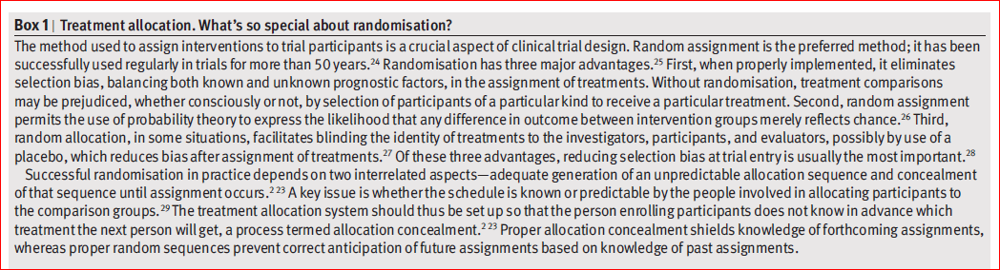 Box 1 | Treatment allocation. What's so special about randomisation?
The method used to assign interventions to trial participants is a crucial aspect of clinical trial design. Random assignment is the preferred method; it has been
successfully used regularly in trials for more than 50 years.24 Randomisation has three major advantages.25 First, when properly implemented, it eliminates
selection bias, balancing both known and unknown prognostic factors, in the assignment of treatments. Without randomisation, treatment comparisons
may be prejudiced, whether consciously or not, by selection of participants of a particular kind to receive a particular treatment. Second, random assignment
permits the use of probability theory to express the likelihood that any difference in outcome between intervention groups merely reflects chance.26 Third,
random allocation, in some situations, facilitates blinding the identity of treatments to the investigators, participants, and evaluators, possibly by use of a
placebo, which reduces bias after assignment of treatments.27 Of these three advantages, reducing selection bias at trial entry is usually the most important.28
Successful randomisation in practice depends on two interrelated aspects—adequate generation of an unpredictable allocation sequence and concealment
of that sequence until assignment occurs.2 23 A key issue is whether the schedule is known or predictable by the people involved in allocating participants to
the comparison groups.29 The treatment allocation system should thus be set up so that the person enrolling participants does not know in advance which
treatment the next person will get, a process termed allocation concealment.2 23 Proper allocation concealment shields knowledge of forthcoming assignments,
whereas proper random sequences prevent correct anticipation of future assignments based on knowledge of past assignments.